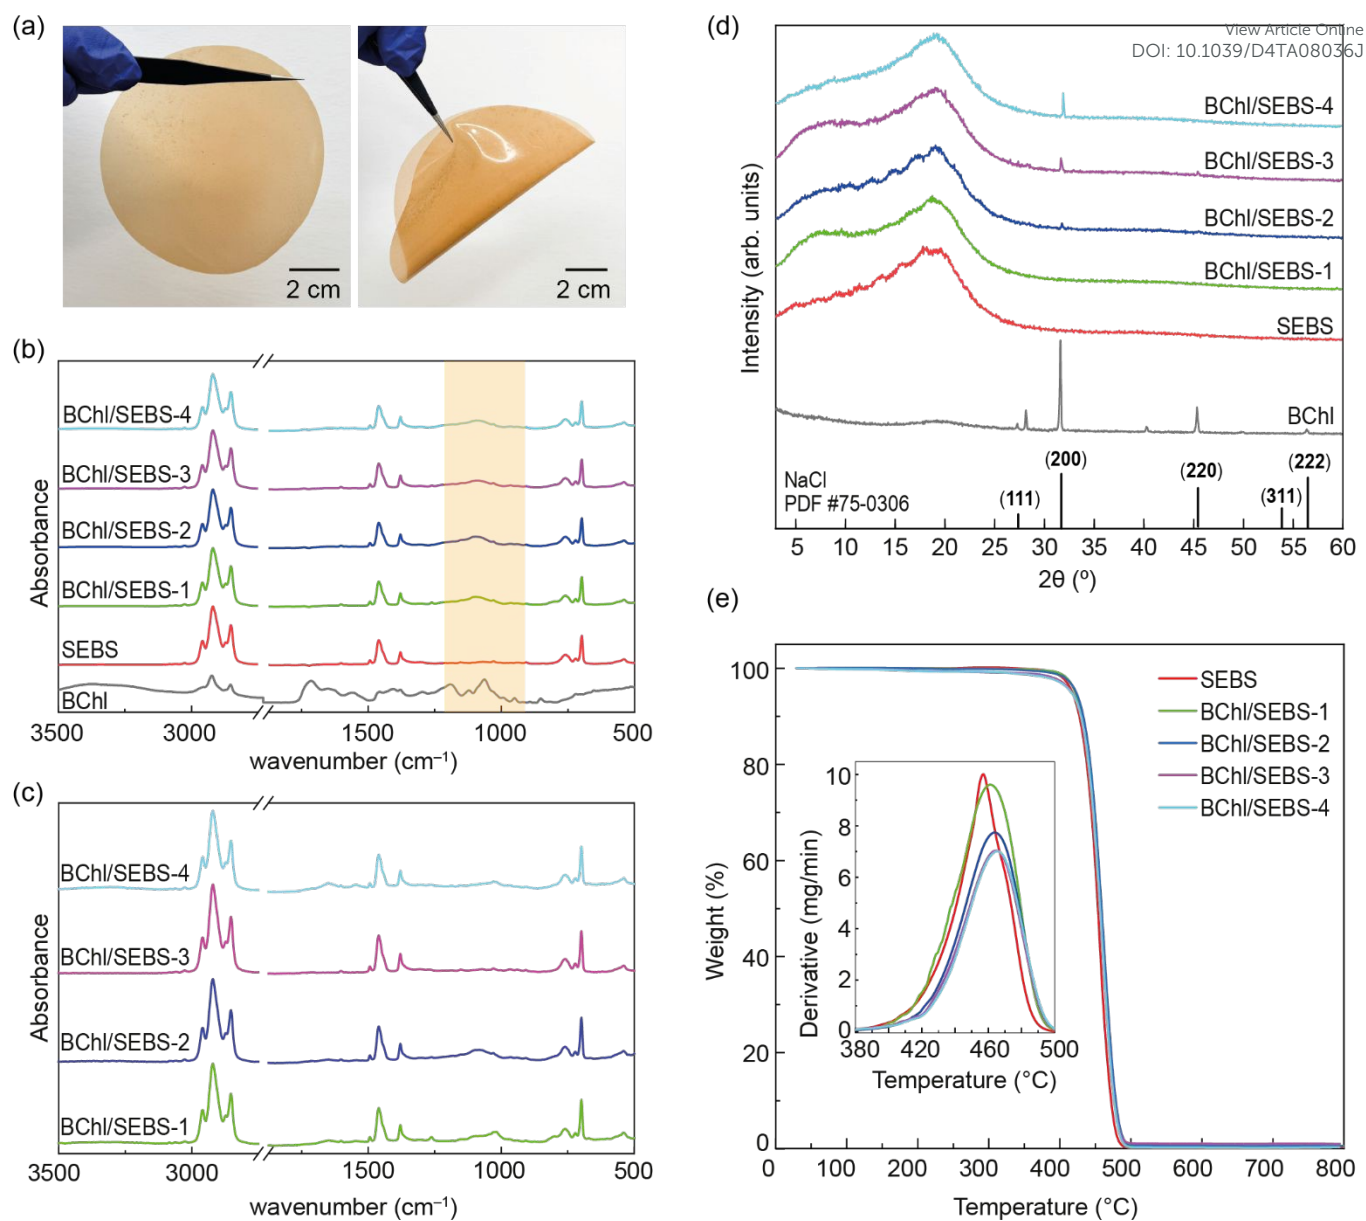 (a)
2 cm
2 cm
(b)
BChl/SEBS-4
BChl/SEBS-3
BChl/SEBS-2
BChl/SEBS-1
SEBS
BChl
Absorbance
3500 3000 1500 1000 500
wavenumber (cm⁻¹)
(c)
BChl/SEBS-4
BChl/SEBS-3
BChl/SEBS-2
BChl/SEBS-1
Absorbance
3500 3000 1500 1000 500
wavenumber (cm⁻¹)
(d)
View Article Online
DOI: 10.1039/D4TA08036J
BChl/SEBS-4
BChl/SEBS-3
BChl/SEBS-2
BChl/SEBS-1
SEBS
BChl
Intensity (arb. units)
NaCl
PDF #75-0306
(111)
(200)
(220)
(311)
(222)
5 10 15 20 25 30 35 40 45 50 55 60
2θ (º)
(e)
SEBS
BChl/SEBS-1
BChl/SEBS-2
BChl/SEBS-3
BChl/SEBS-4
Weight (%)
100
80
60
40
20
0
0 100 200 300 400 500 600 700 800
Temperature (°C)
Derivative (mg/min)
10
8
6
4
2
0
380 420 460 500
Temperature (°C)